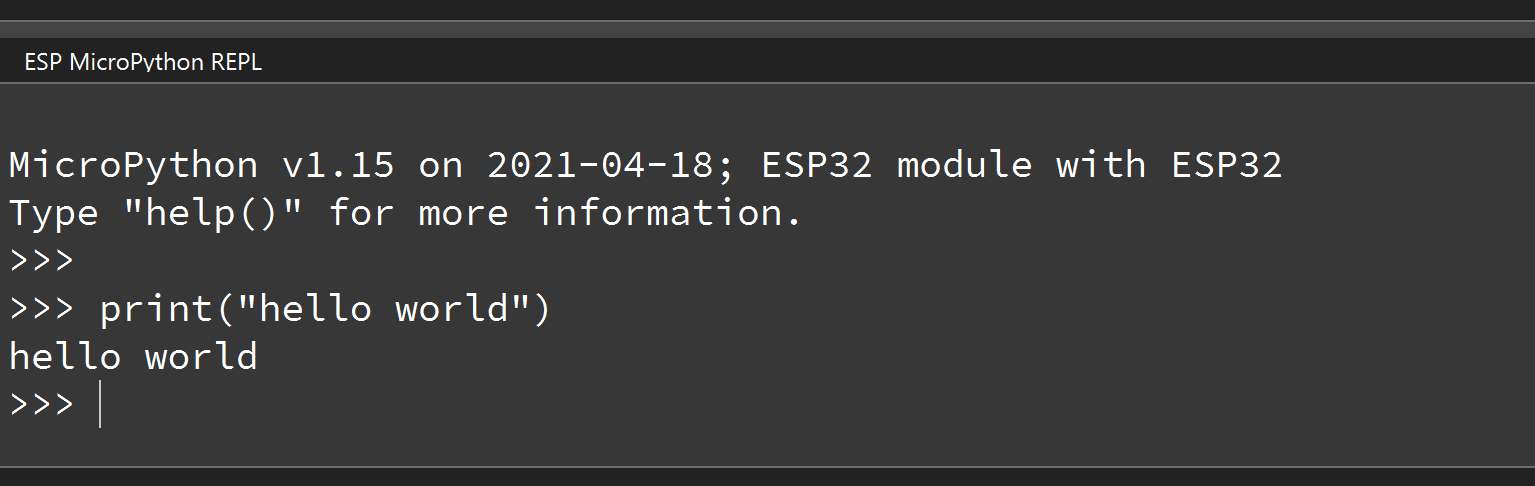 ESP MicroPython REPL
MicroPython v1.15 on 2021-04-18; ESP32 module with ESP32
Type "help()" for more information.
>>>
>>> print("hello world")
hello world
>>>